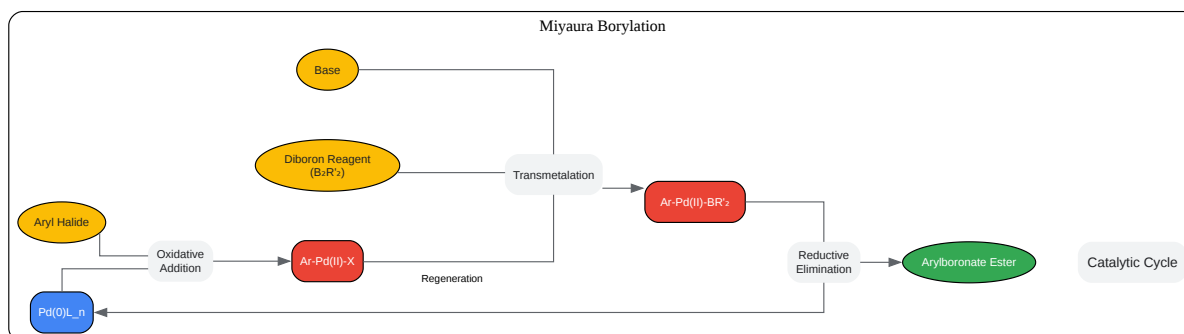 Miyaura Borylation
Base
Diboron Reagent
(B₂R'₂)
Transmetalation
Ar-Pd(II)-BR'₂
Aryl Halide
Oxidative
Addition
Ar-Pd(II)-X
Regeneration
Reductive
Elimination
Arylboronate Ester
Catalytic Cycle
Pd(0)L_n